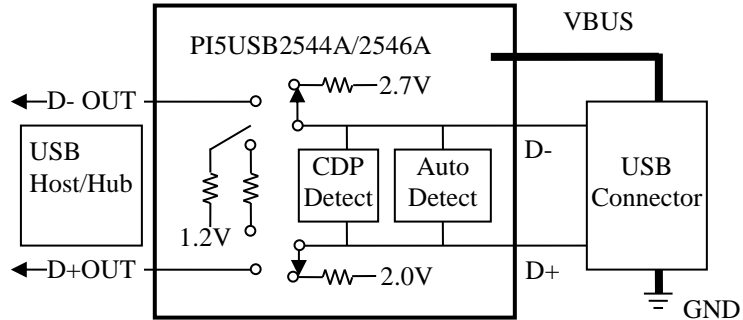 VBUS
PI5USB2544A/2546A
2.7V
D- OUT
USB
Host/Hub
D-
CDP
Detect
Auto
Detect
USB
Connector
1.2V
D+OUT
2.0V
D+
GND